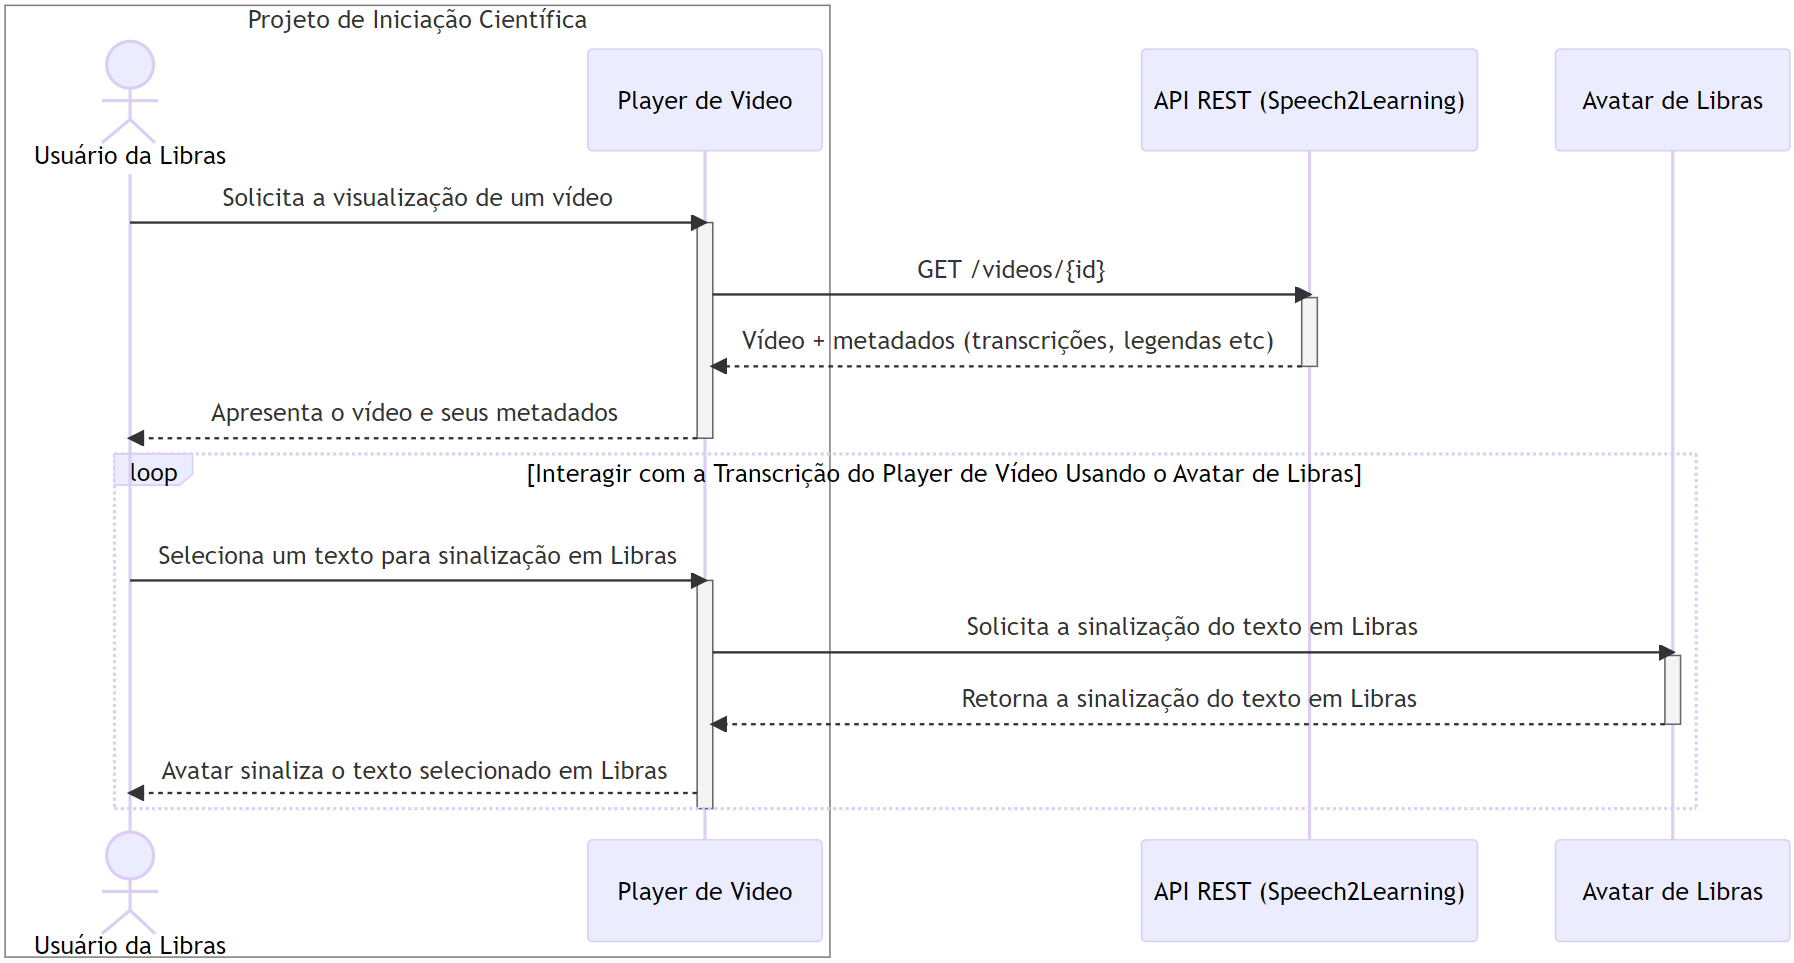 Projeto de Iniciação Científica
Usuário da Libras
Player de Video
API REST (Speech2Learning)
Avatar de Libras
Solicita a visualização de um vídeo
GET /videos/{id}
Vídeo + metadados (transcrições, legendas etc)
Apresenta o vídeo e seus metadados
loop
[Interagir com a Transcrição do Player de Vídeo Usando o Avatar de Libras]
Seleciona um texto para sinalização em Libras
Solicita a sinalização do texto em Libras
Retorna a sinalização do texto em Libras
Avatar sinaliza o texto selecionado em Libras
Usuário da Libras
Player de Video
API REST (Speech2Learning)
Avatar de Libras